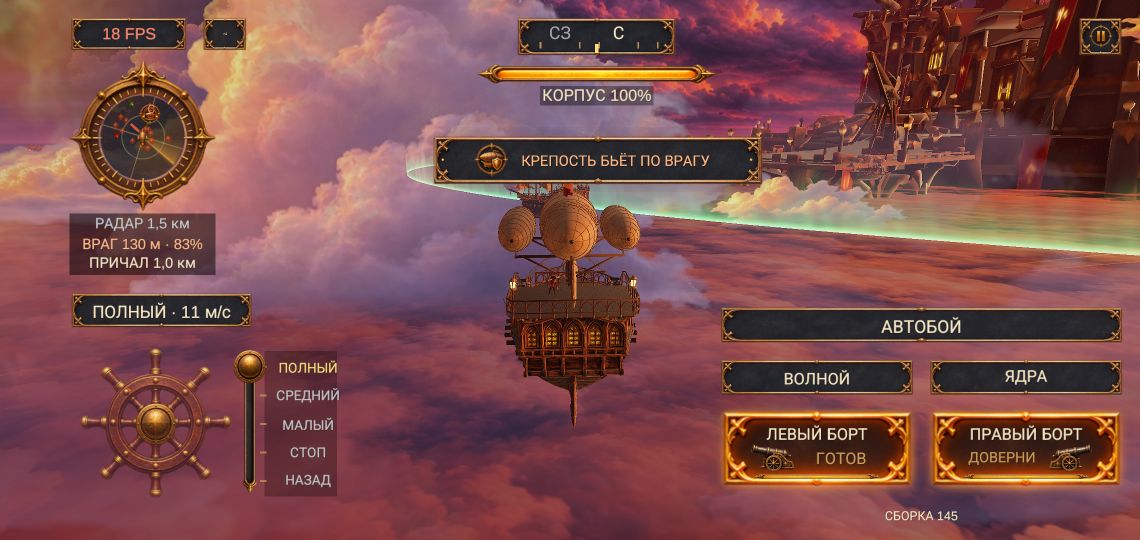 18 FPS
СЗ С
КОРПУС 100%
КРЕПОСТЬ БЬЁТ ПО ВРАГУ
РАДАР 1,5 км
ВРАГ 130 м · 83%
ПРИЧАЛ 1,0 км
ПОЛНЫЙ · 11 м/с
ПОЛНЫЙ
СРЕДНИЙ
МАЛЫЙ
СТОП
НАЗАД
АВТОБОЙ
ВОЛНОЙ
ЯДРА
ЛЕВЫЙ БОРТ
ГОТОВ
ПРАВЫЙ БОРТ
ДОВЕРНИ
СБОРКА 145